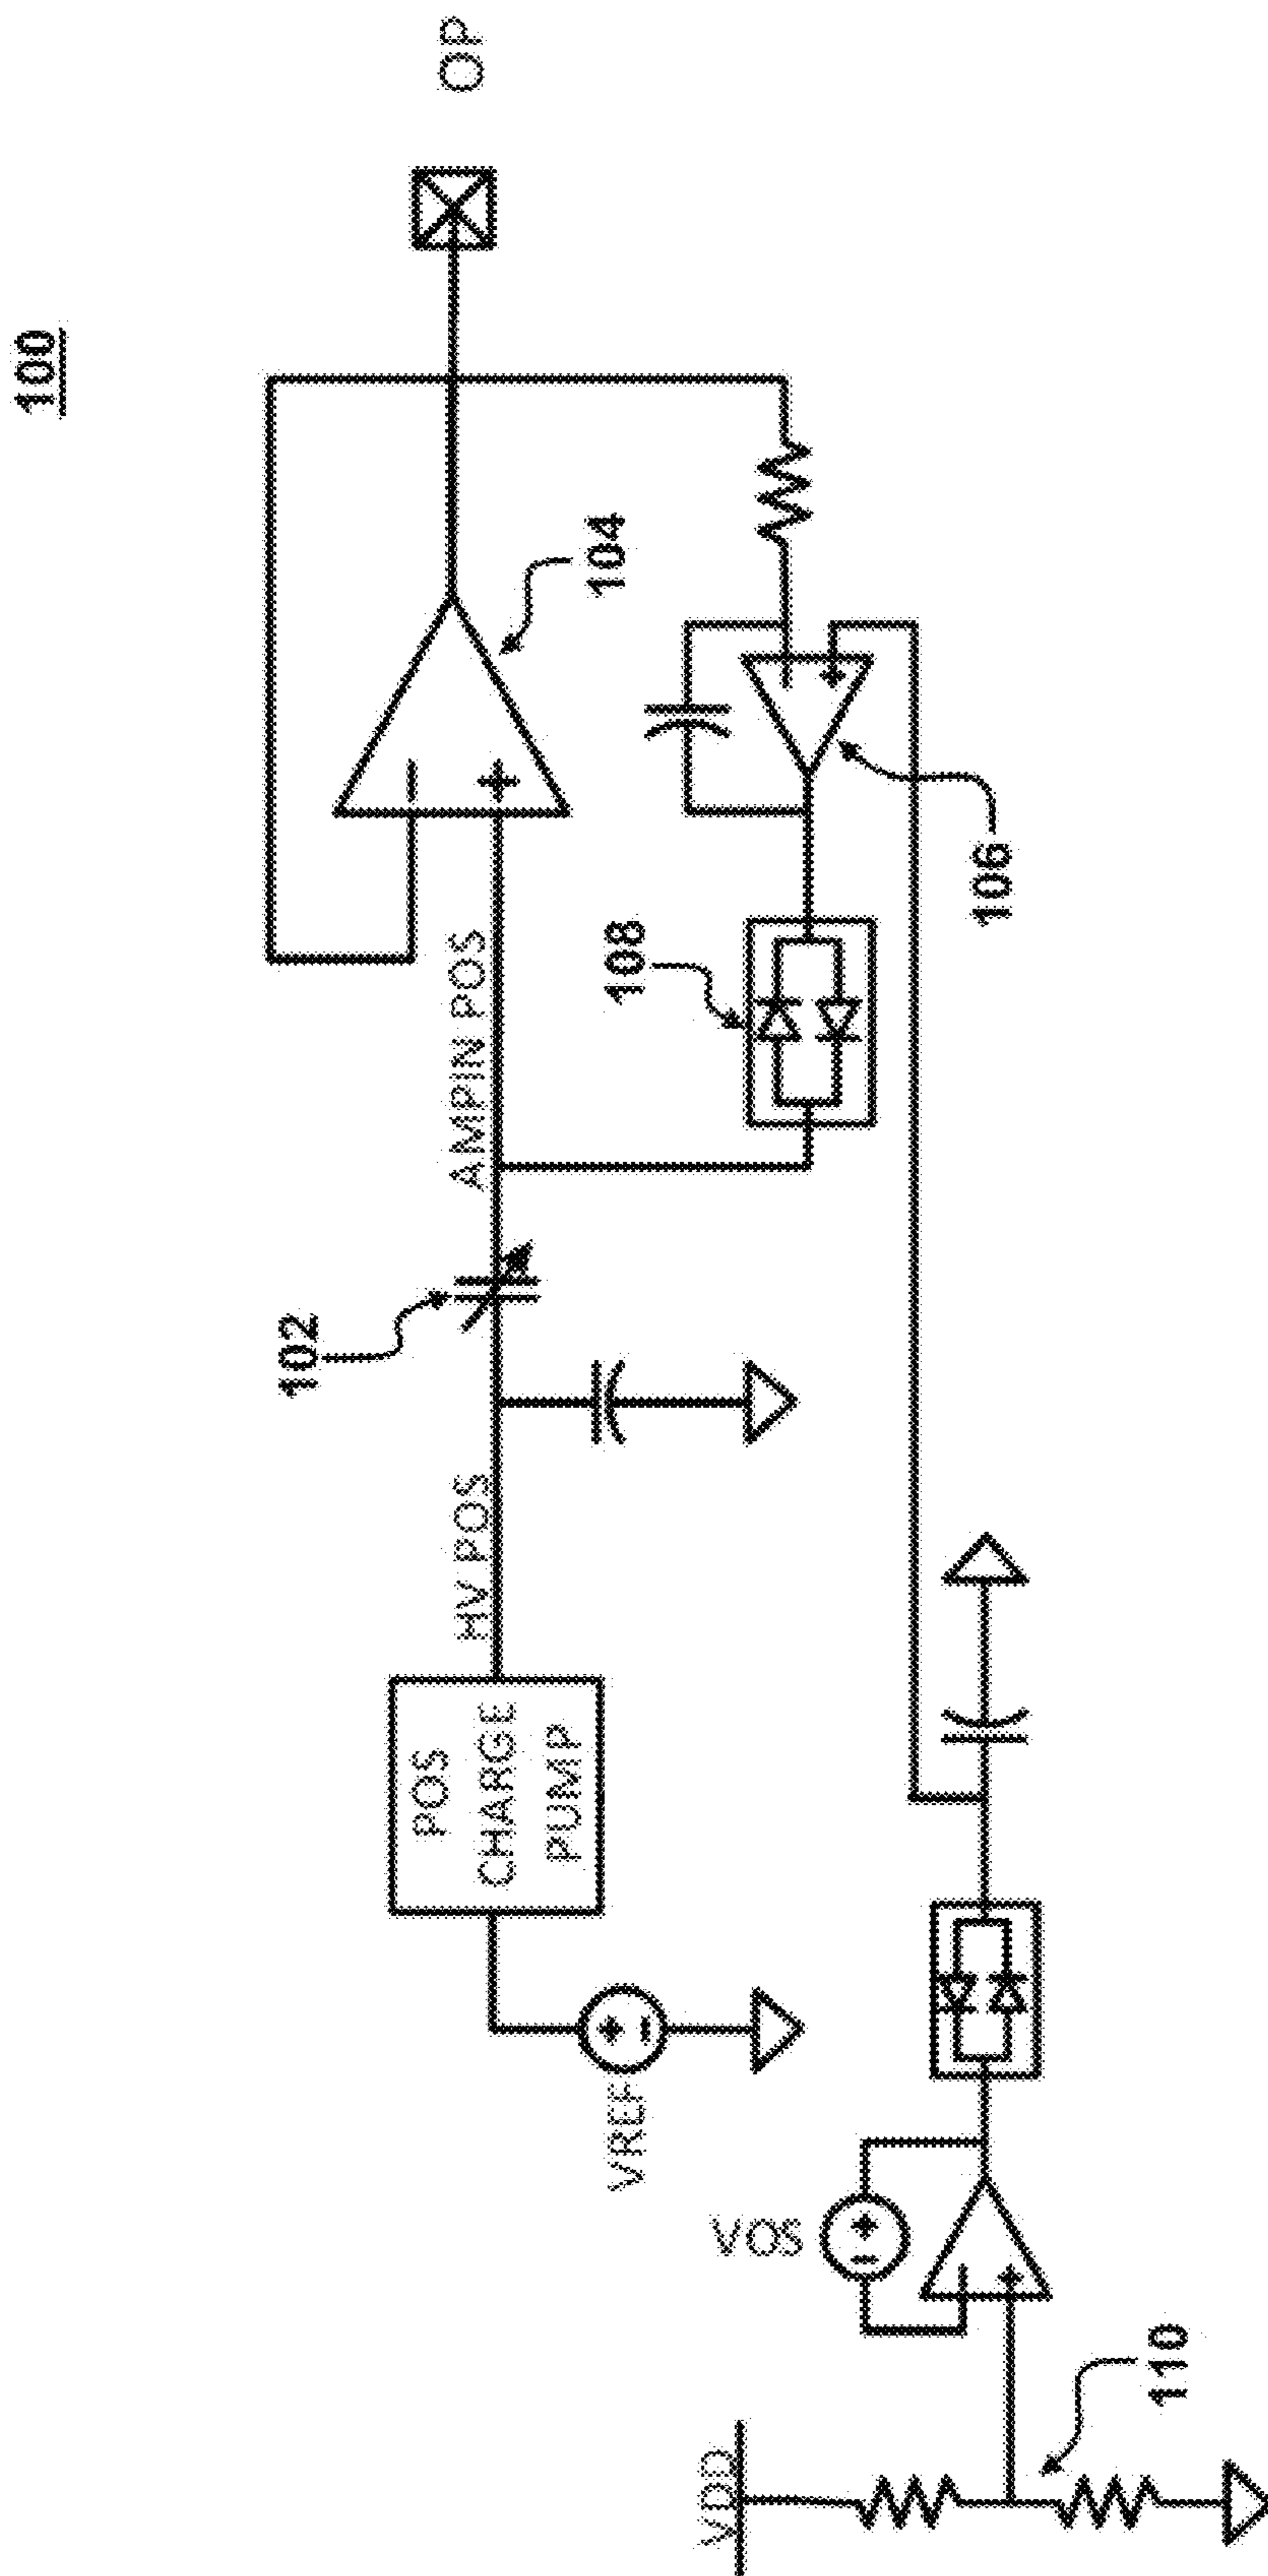 100
OP
104
AMPIN POS
102
HV POS
POS
CHARGE
PUMP
VREF
108
106
VOS
VDD
110